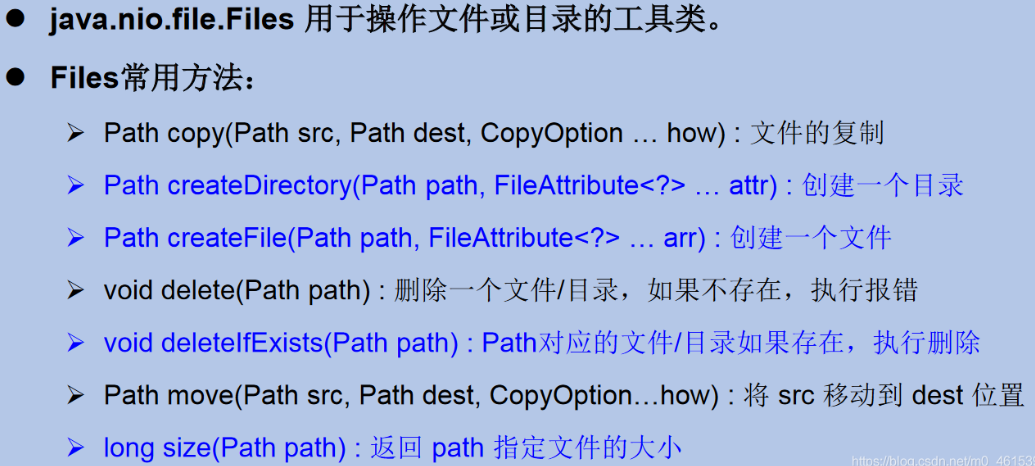 ● java.nio.file.Files 用于操作文件或目录的工具类。
● Files常用方法：
➢ Path copy(Path src, Path dest, CopyOption … how) : 文件的复制
➢ Path createDirectory(Path path, FileAttribute<?> … attr) : 创建一个目录
➢ Path createFile(Path path, FileAttribute<?> … arr) : 创建一个文件
➢ void delete(Path path) : 删除一个文件/目录，如果不存在，执行报错
➢ void deleteIfExists(Path path) : Path对应的文件/目录如果存在，执行删除
➢ Path move(Path src, Path dest, CopyOption…how) : 将 src 移动到 dest 位置
➢ long size(Path path) : 返回 path 指定文件的大小
https://blog.csdn.net/m0_461535